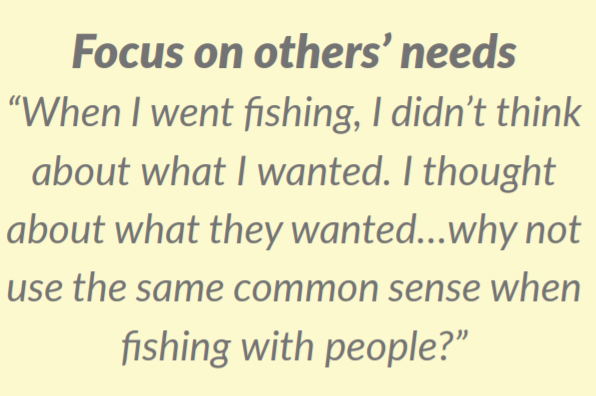 Focus on others’ needs
“When I went fishing, I didn’t think
about what I wanted. I thought
about what they wanted...why not
use the same common sense when
fishing with people?”